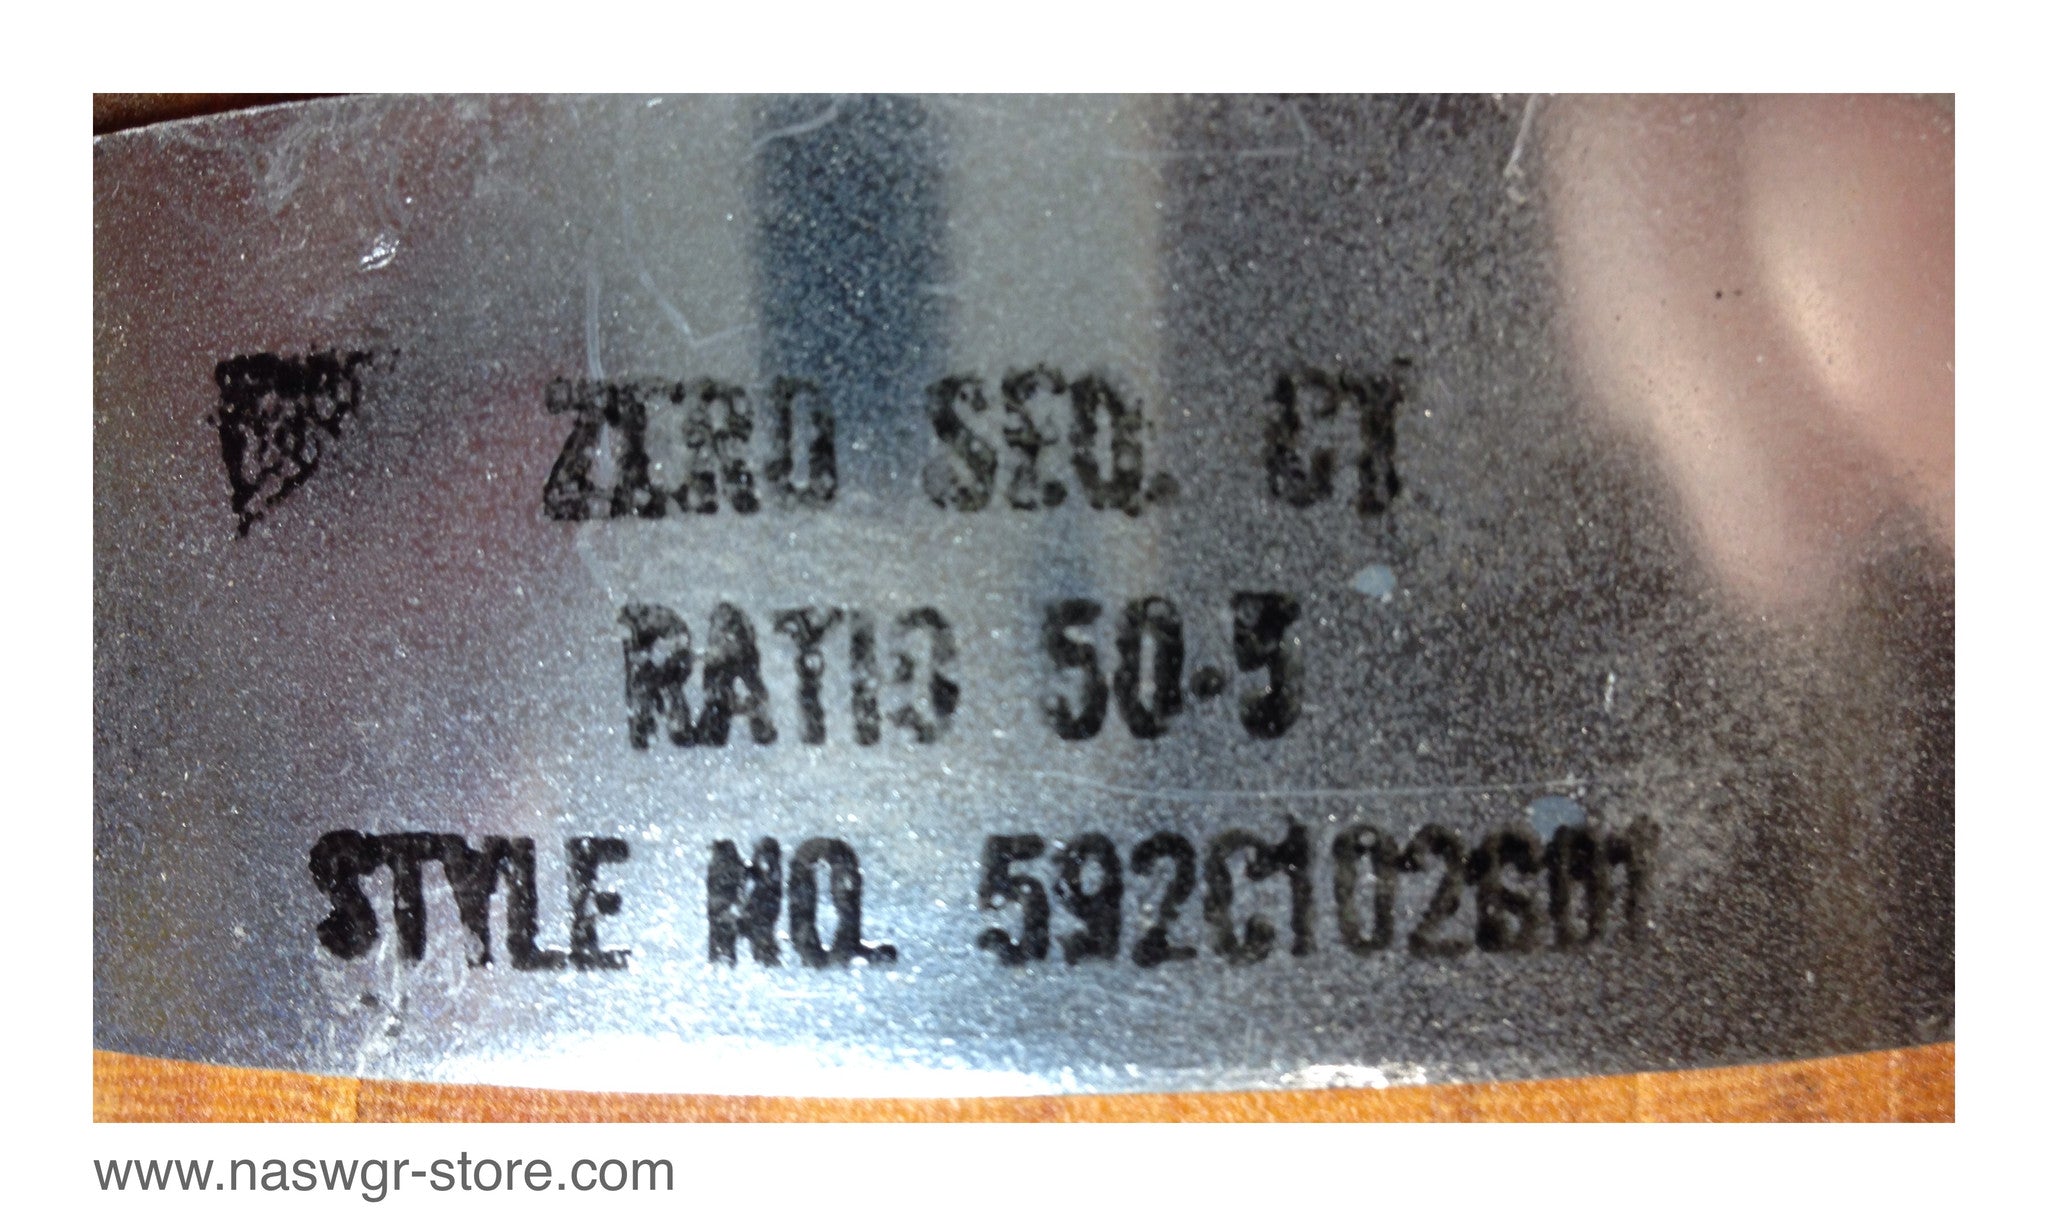 ZERO SEQ. CT
RATIO 50-5
STYLE NO. 592C102G01
www.naswgr-store.com